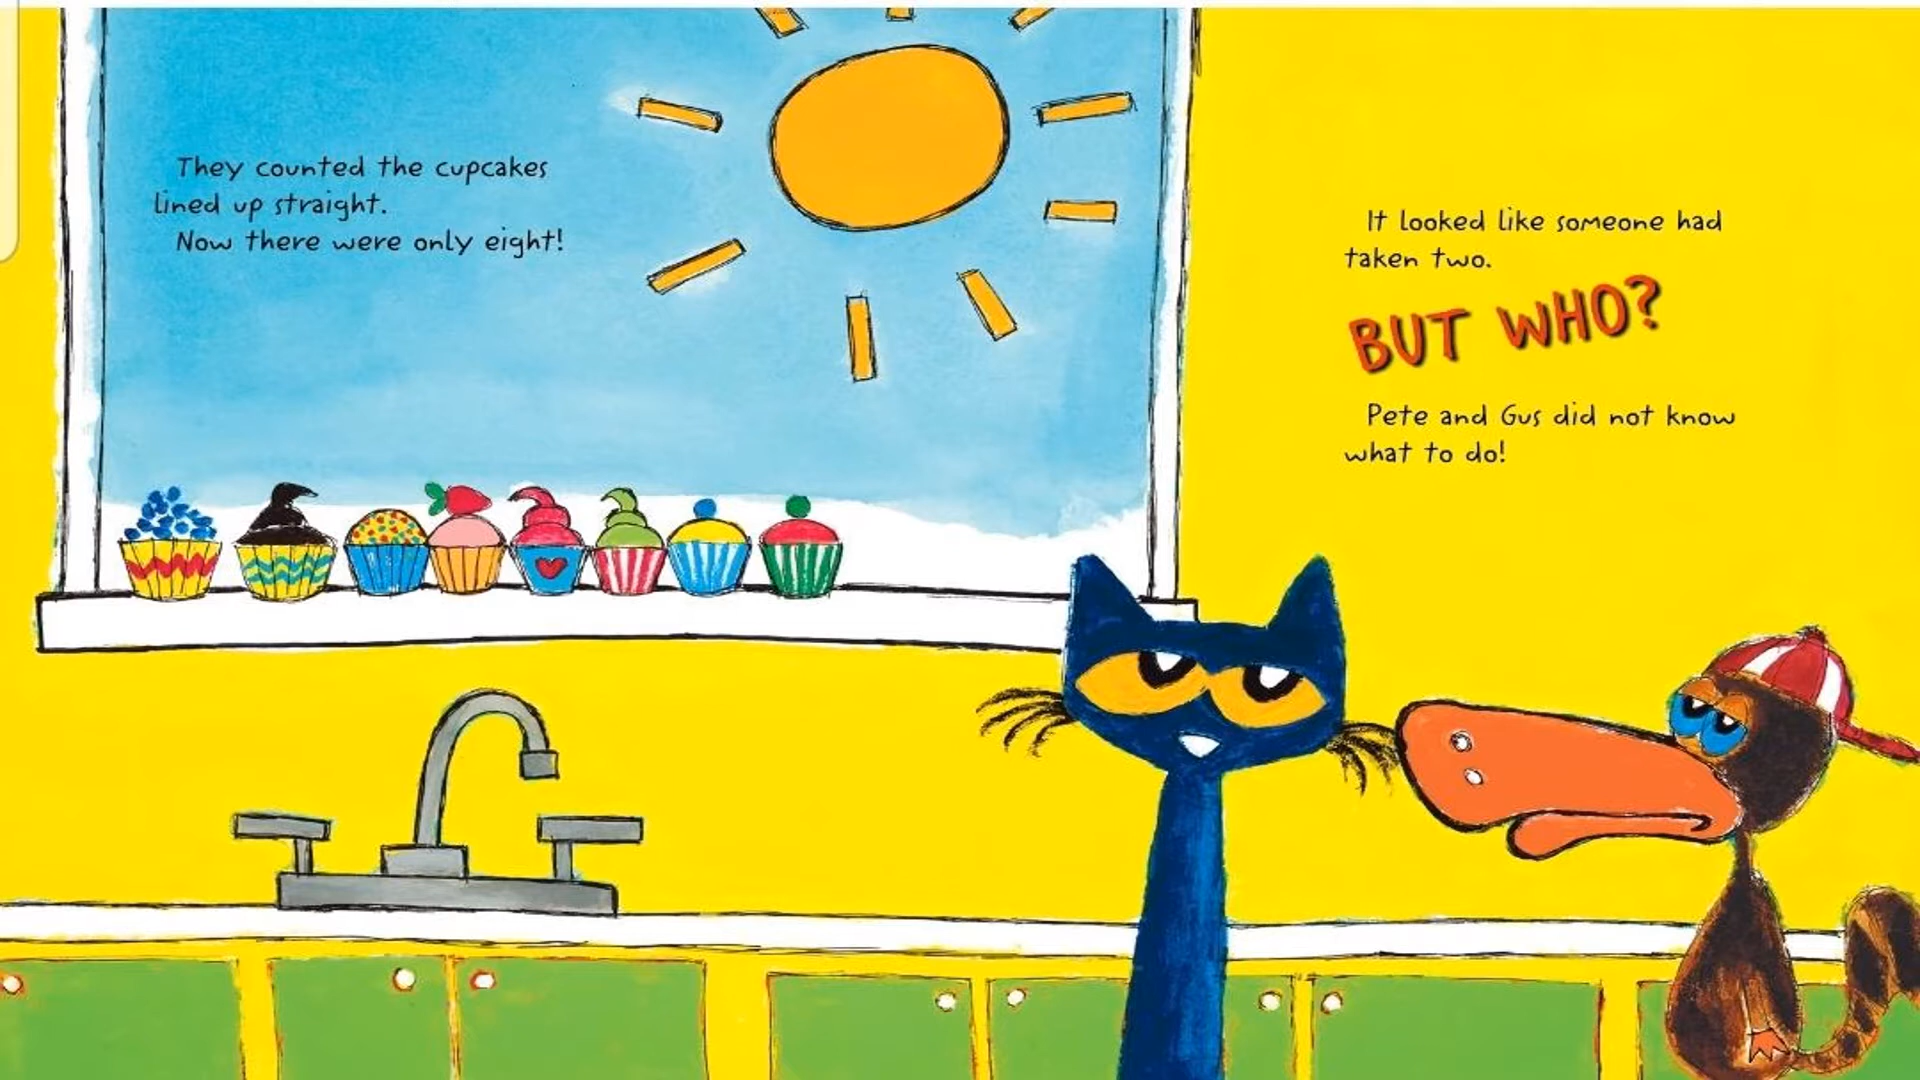 They counted the cupcakes
lined up straight.
Now there were only eight!
It looked like someone had
taken two.
BUT WHO?
Pete and Gus did not know
what to do!